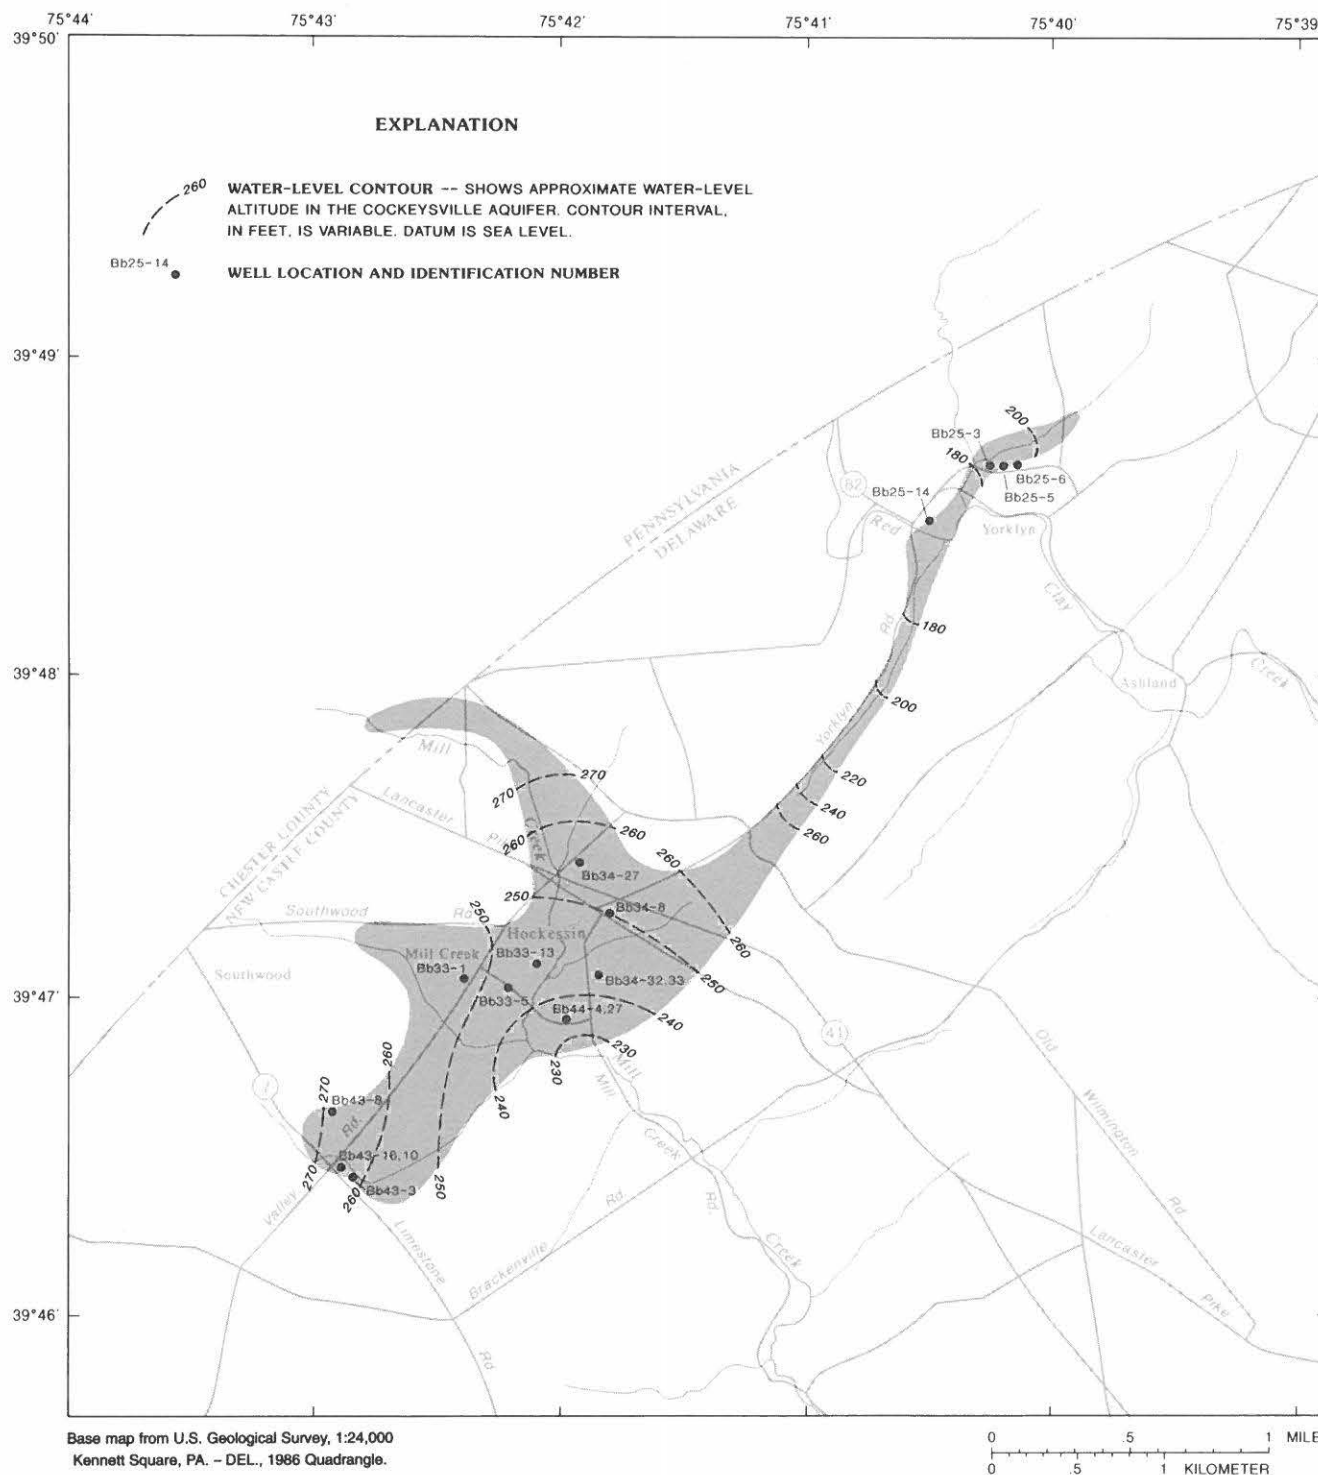 75°44' 75°43' 75°42' 75°41' 75°40' 75°39'
39°50'
EXPLANATION
260 WATER-LEVEL CONTOUR -- SHOWS APPROXIMATE WATER-LEVEL
ALTITUDE IN THE COCKEYSVILLE AQUIFER. CONTOUR INTERVAL,
IN FEET, IS VARIABLE. DATUM IS SEA LEVEL.
Bb25-14 WELL LOCATION AND IDENTIFICATION NUMBER
39°49'
200
Bb25-3
180
Bb25-6
Bb25-5
Bb25-14
82
Red
Yorklyn
PENNSYLVANIA
DELAWARE
Clay
Rd.
180
39°48'
Ashland
Creek
200
Yorklyn
Mill
270
220
270
240
Lancaster
Pike
260
CHESTER COUNTY
NEW CASTLE COUNTY
260
260
Creek
260
Bb34-27
250
Bb34-8
250
Southwood Rd.
Hockessin
260
Mill Creek
Bb33-13
Southwood
Bb33-1
Bb34-32,33
250
39°47'
Bb33-5
Bb44-4,27
240
41
Old
230
260
Mill
230
Mill
270
7
240
Bb43-8
Rd.
Wilmington
Creek
Bb43-16,10
270
260
Bb43-3
250
Rd.
Rd.
Rd.
Valley
Limestone
Creek
Lancaster
Brackenville
Pike
39°46'
Rd
Base map from U.S. Geological Survey, 1:24,000
Kennett Square, PA. - DEL., 1986 Quadrangle.
0 .5 1 MILE
0 .5 1 KILOMETER